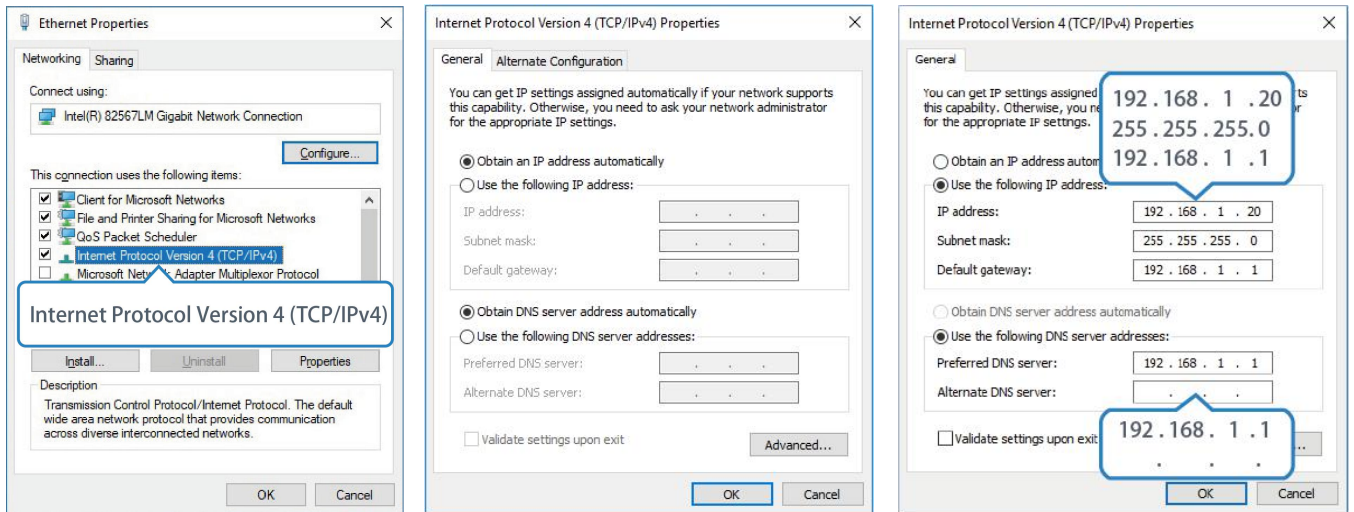 Ethernet Properties
Networking Sharing
Connect using:
Intel(R) 82567LM Gigabit Network Connection
Configure...
This connection uses the following items:
Client for Microsoft Networks
File and Printer Sharing for Microsoft Networks
QoS Packet Scheduler
Internet Protocol Version 4 (TCP/IPv4)
Microsoft Network Adapter Multiplexor Protocol
Internet Protocol Version 4 (TCP/IPv4)
Install... Uninstall Properties
Description
Transmission Control Protocol/Internet Protocol. The default
wide area network protocol that provides communication
across diverse interconnected networks.
OK Cancel
Internet Protocol Version 4 (TCP/IPv4) Properties
General Alternate Configuration
You can get IP settings assigned automatically if your network supports
this capability. Otherwise, you need to ask your network administrator
for the appropriate IP settings.
Obtain an IP address automatically
Use the following IP address:
IP address: . . .
Subnet mask: . . .
Default gateway: . . .
Obtain DNS server address automatically
Use the following DNS server addresses:
Preferred DNS server: . . .
Alternate DNS server: . . .
Validate settings upon exit
Advanced...
OK Cancel
Internet Protocol Version 4 (TCP/IPv4) Properties
General
You can get IP settings assigned
this capability. Otherwise, you
for the appropriate IP settings.
192.168. 1 .20
255.255.255.0
192.168. 1 .1
Obtain an IP address
Use the following IP address:
IP address: 192 . 168 . 1 . 20
Subnet mask: 255 . 255 . 255 . 0
Default gateway: 192 . 168 . 1 . 1
Obtain DNS server address automatically
Use the following DNS server addresses:
Preferred DNS server: 192 . 168 . 1 . 1
Alternate DNS server: . . .
Validate settings upon exit
192.168. 1 .1
. . .
OK Cancel